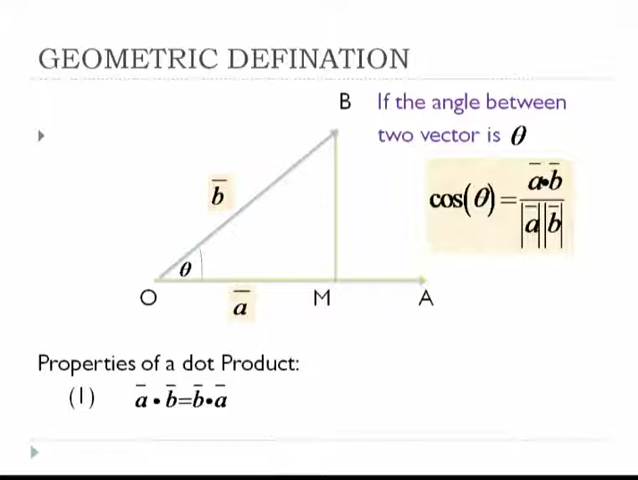 GEOMETRIC DEFINATION
B If the angle between
two vector is θ
b̅
cos(θ)=a̅•b̅/|a̅||b̅|
θ
O a̅ M A
Properties of a dot Product:
(1) a̅ • b̅=b̅•a̅